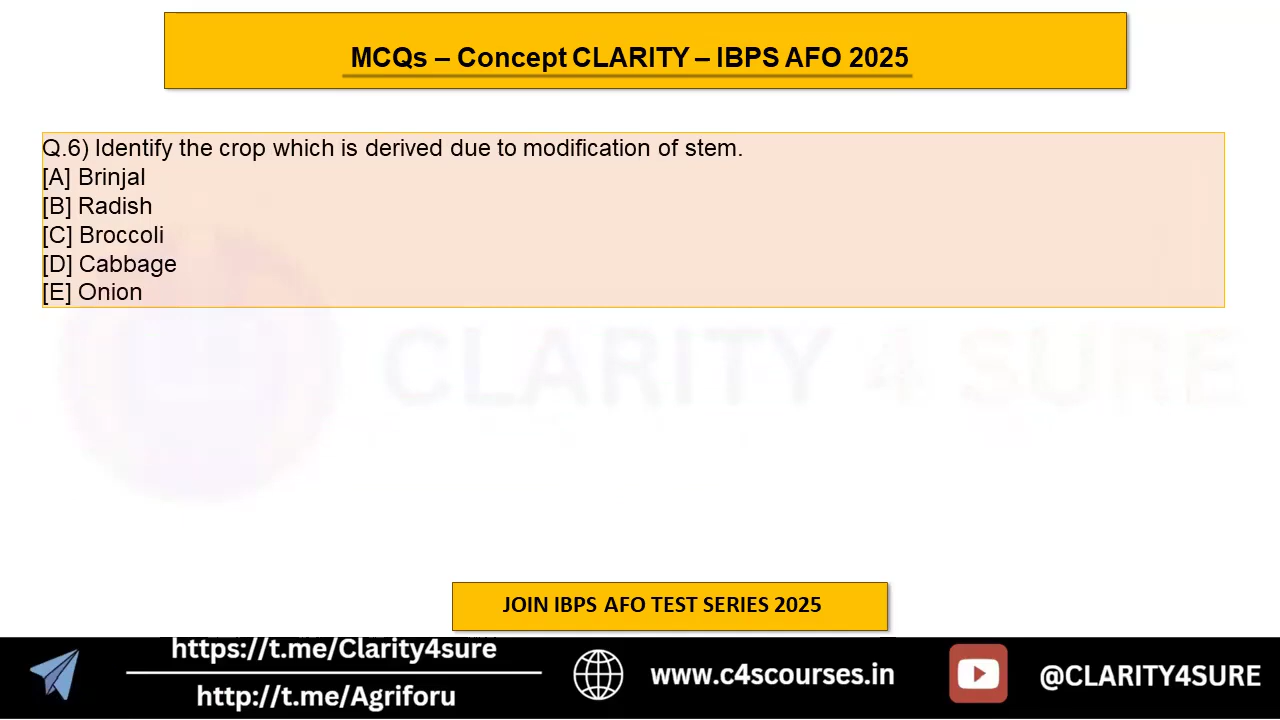 MCQs – Concept CLARITY – IBPS AFO 2025
Q.6) Identify the crop which is derived due to modification of stem.
[A] Brinjal
[B] Radish
[C] Broccoli
[D] Cabbage
[E] Onion
CLARITY 4 SURE
JOIN IBPS AFO TEST SERIES 2025
https://t.me/Clarity4sure
http://t.me/Agriforu
www.c4scourses.in
@CLARITY4SURE